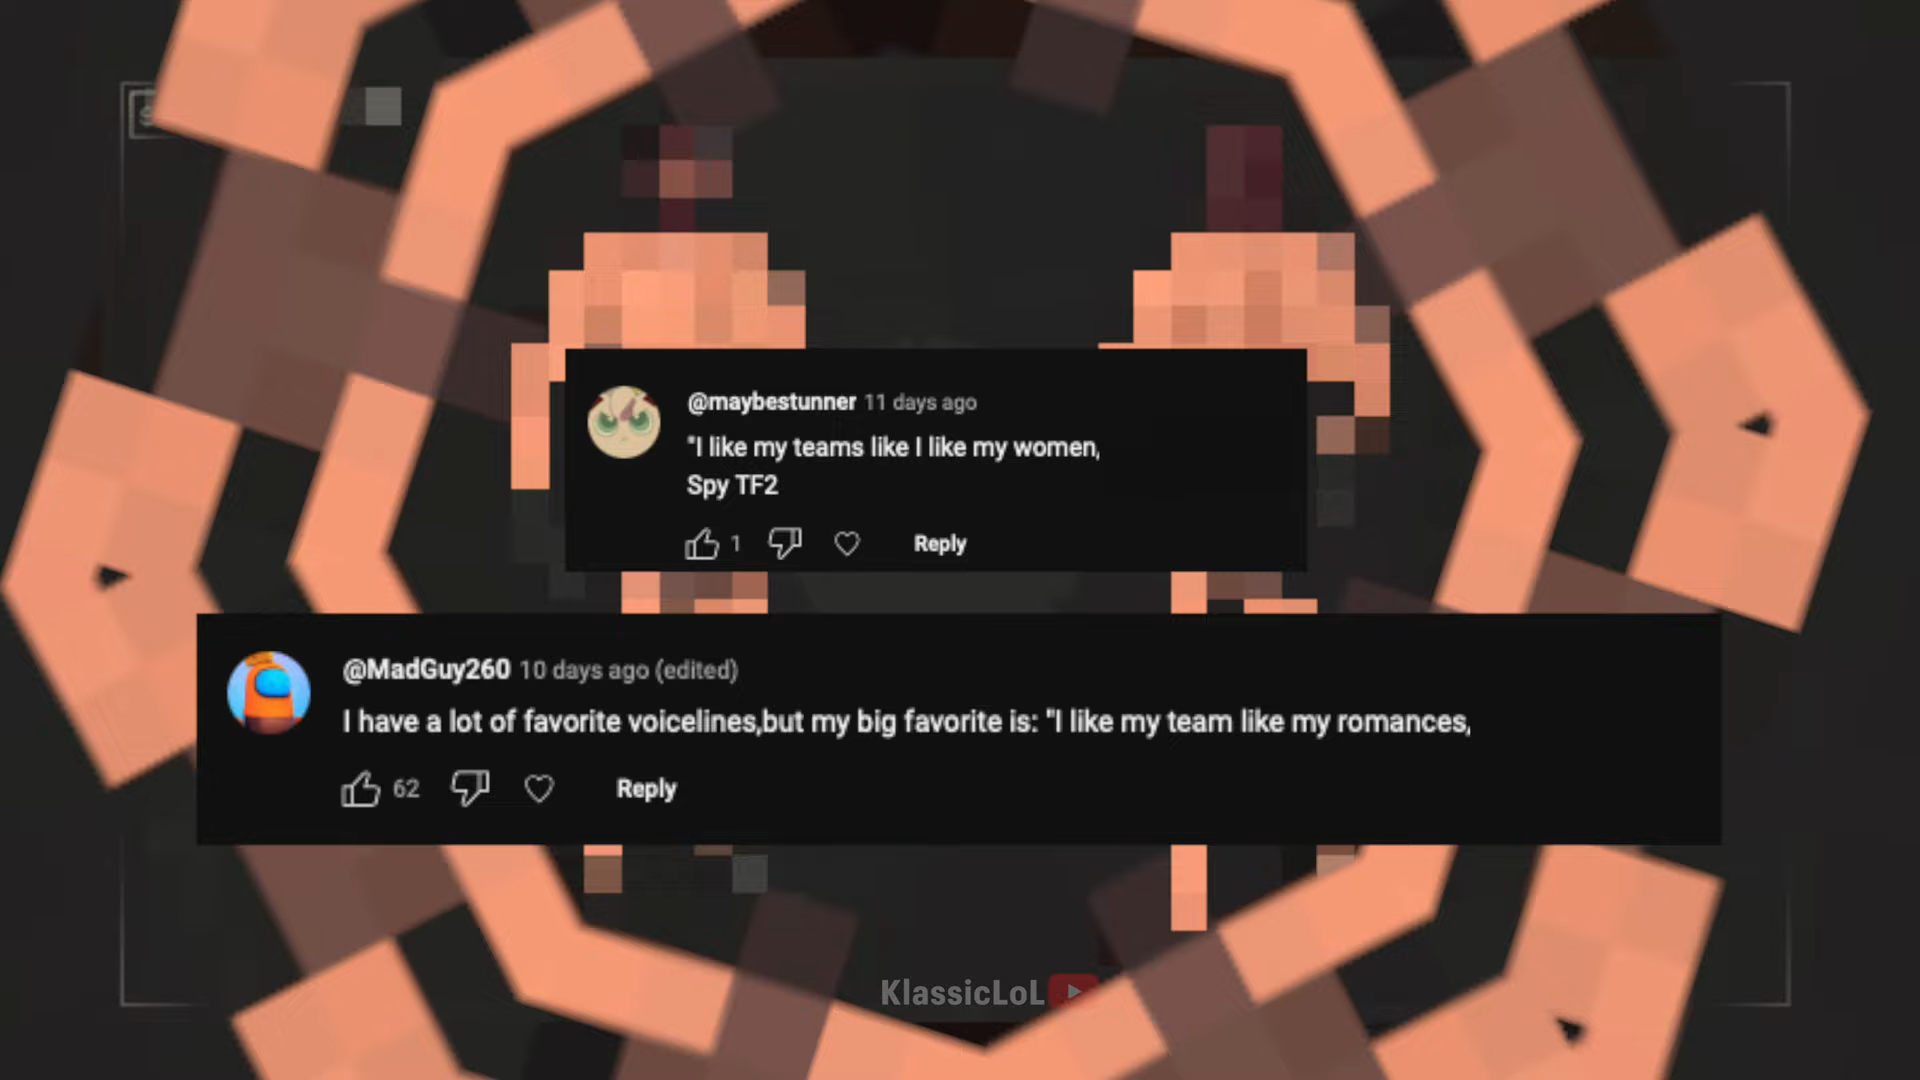 @maybestunner 11 days ago
"I like my teams like I like my women,
Spy TF2
1 Reply
@MadGuy260 10 days ago (edited)
I have a lot of favorite voicelines,but my big favorite is: "I like my team like my romances,
62 Reply
KlassicLoL